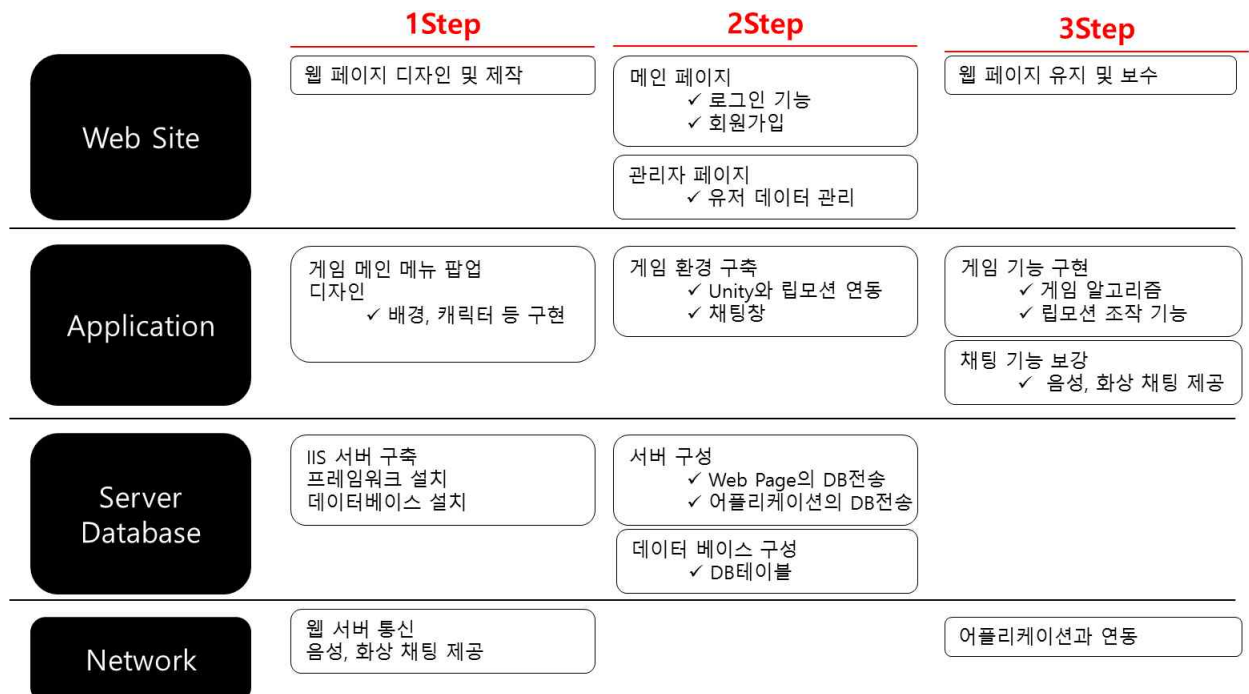 1Step
2Step
3Step
Web Site
웹 페이지 디자인 및 제작
메인 페이지
✓ 로그인 기능
✓ 회원가입
관리자 페이지
✓ 유저 데이터 관리
웹 페이지 유지 및 보수
Application
게임 메인 메뉴 팝업
디자인
✓ 배경, 캐릭터 등 구현
게임 환경 구축
✓ Unity와 립모션 연동
✓ 채팅창
게임 기능 구현
✓ 게임 알고리즘
✓ 립모션 조작 기능
채팅 기능 보강
✓ 음성, 화상 채팅 제공
Server
Database
IIS 서버 구축
프레임워크 설치
데이터베이스 설치
서버 구성
✓ Web Page의 DB전송
✓ 어플리케이션의 DB전송
데이터 베이스 구성
✓ DB테이블
Network
웹 서버 통신
음성, 화상 채팅 제공
어플리케이션과 연동